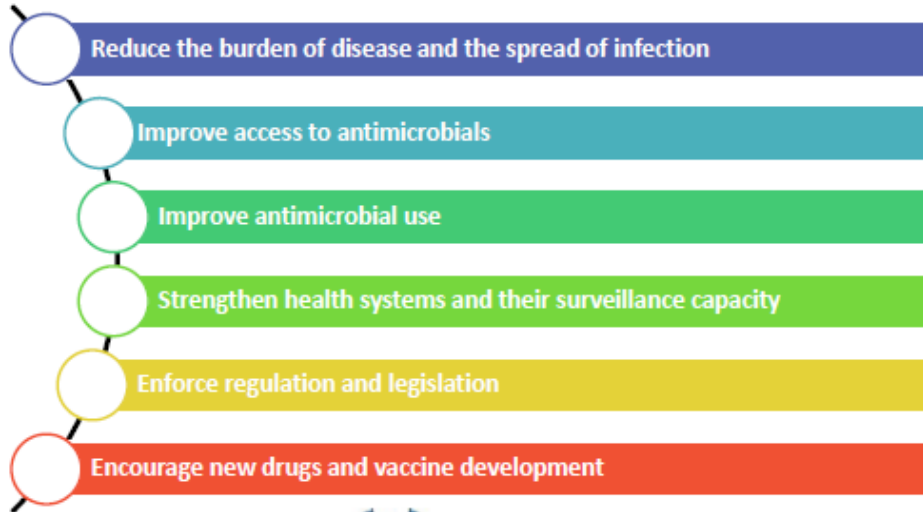 Reduce the burden of disease and the spread of infection
Improve access to antimicrobials
Improve antimicrobial use
Strengthen health systems and their surveillance capacity
Enforce regulation and legislation
Encourage new drugs and vaccine development